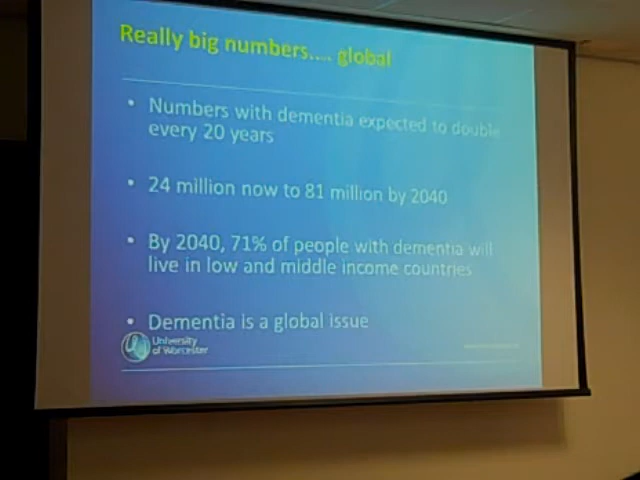 Really big numbers.... global
• Numbers with dementia expected to double
every 20 years
• 24 million now to 81 million by 2040
• By 2040, 71% of people with dementia will
live in low and middle income countries
• Dementia is a global issue
University
of Worcester